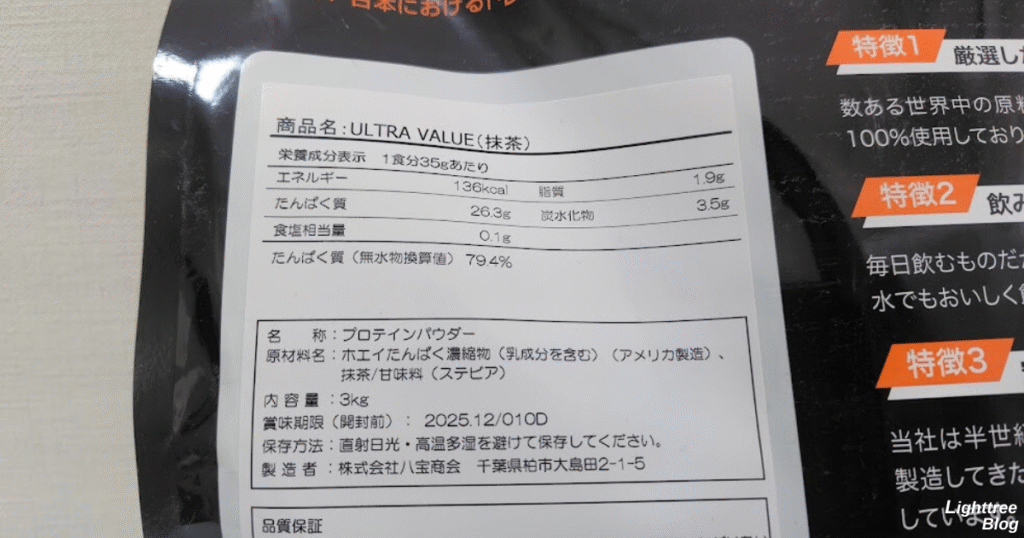 日本における
商品名:ULTRA VALUE(抹茶)
栄養成分表示 1食分35gあたり
エネルギー 136kcal 脂質 1.9g
たんぱく質 26.3g 炭水化物 3.5g
食塩相当量 0.1g
たんぱく質(無水物換算値) 79.4%
名 称:プロテインパウダー
原材料名:ホエイたんぱく濃縮物(乳成分を含む)(アメリカ製造)、
抹茶/甘味料(ステビア)
内容量:3kg
賞味期限(開封前): 2025.12/010D
保存方法:直射日光・高温多湿を避けて保存してください。
製造者:株式会社八宝商会 千葉県柏市大島田2-1-5
品質保証
特徴1 厳選し
数ある世界中の原
100%使用しており
特徴2 飲み
毎日飲むものだ
水でもおいしく
特徴3
当社は半世
製造してきた
しています。
Lighttree
Blog